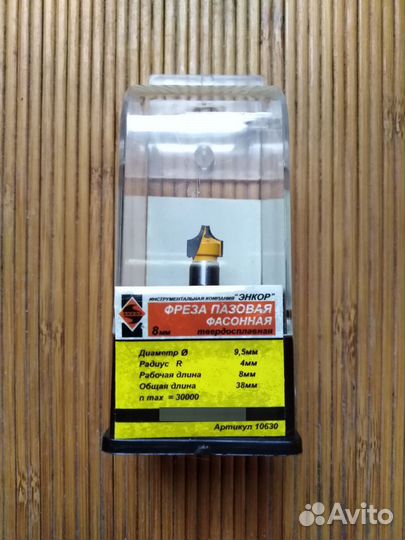 ИНСТРУМЕНТАЛЬНАЯ КОМПАНИЯ "ЭНКОР"
ФРЕЗА ПАЗОВАЯ
ФАСОННАЯ
8мм твердосплавная
Диаметр Ø 9,5мм
Радиус R 4мм
Рабочая длина 8мм
Общая длина 38мм
n max = 30000
Артикул 10630
Avito